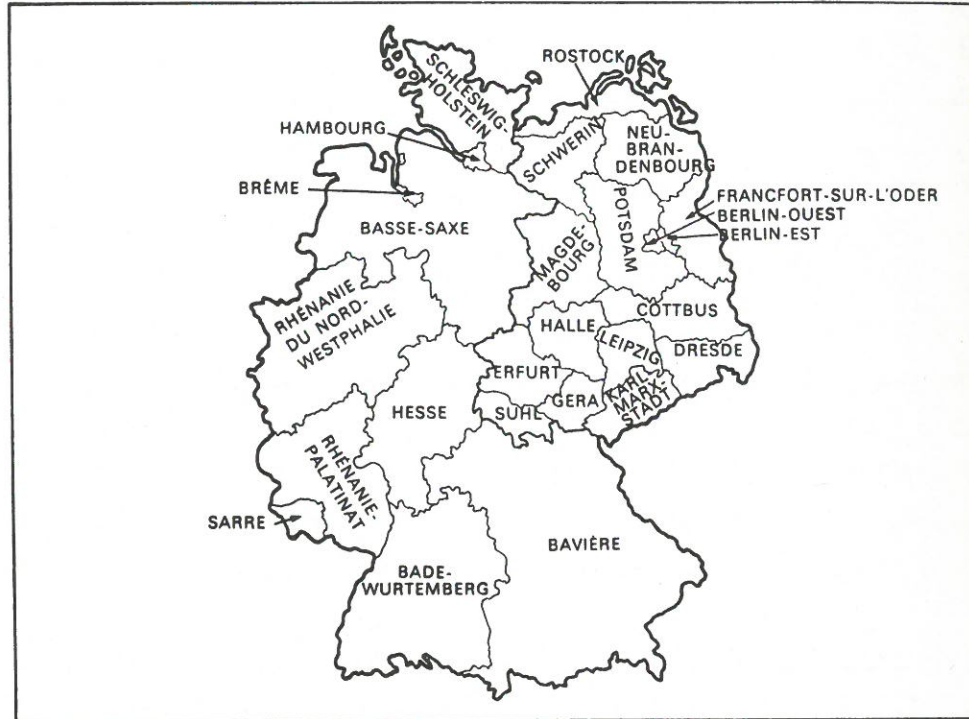 ROSTOCK
SCHLESWIG-
HOLSTEIN
HAMBOURG
SCHWERIN
NEU-
BRAN-
DENBOURG
BRÊME
POTSDAM
FRANCFORT-SUR-L'ODER
BERLIN-OUEST
BERLIN-EST
BASSE-SAXE
MAGDE-
BOURG
RHÉNANIE
DU NORD-
WESTPHALIE
COTTBUS
HALLE
LEIPZIG
DRESDE
ERFURT
KARL-
MARX-
STADT
GERA
HESSE
SUHL
RHÉNANIE-
PALATINAT
SARRE
BAVIÈRE
BADE-
WURTEMBERG